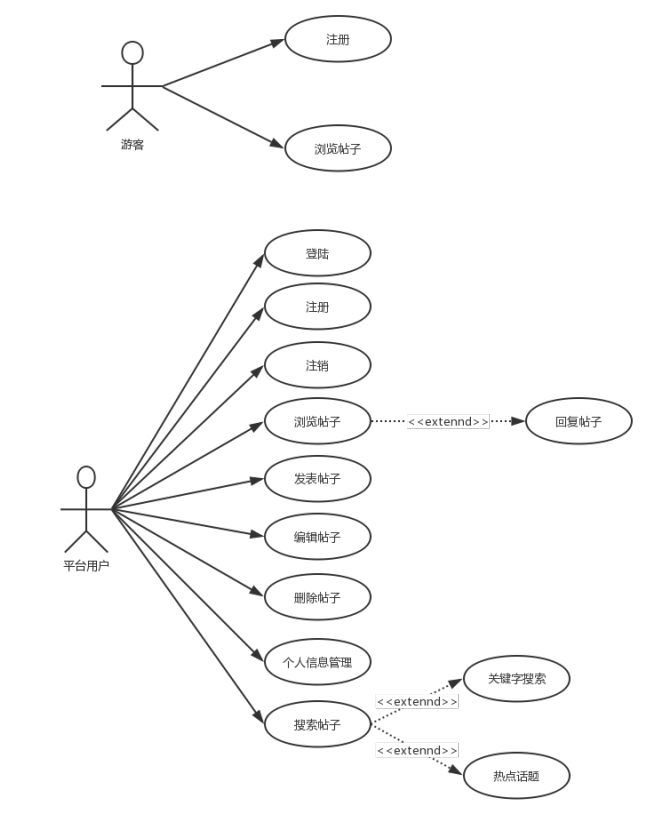 注册
游客
浏览帖子
登陆
注册
注销
浏览帖子
<<extennd>>
回复帖子
发表帖子
平台用户
编辑帖子
删除帖子
个人信息管理
关键字搜索
<<extennd>>
搜索帖子
<<extennd>>
热点话题